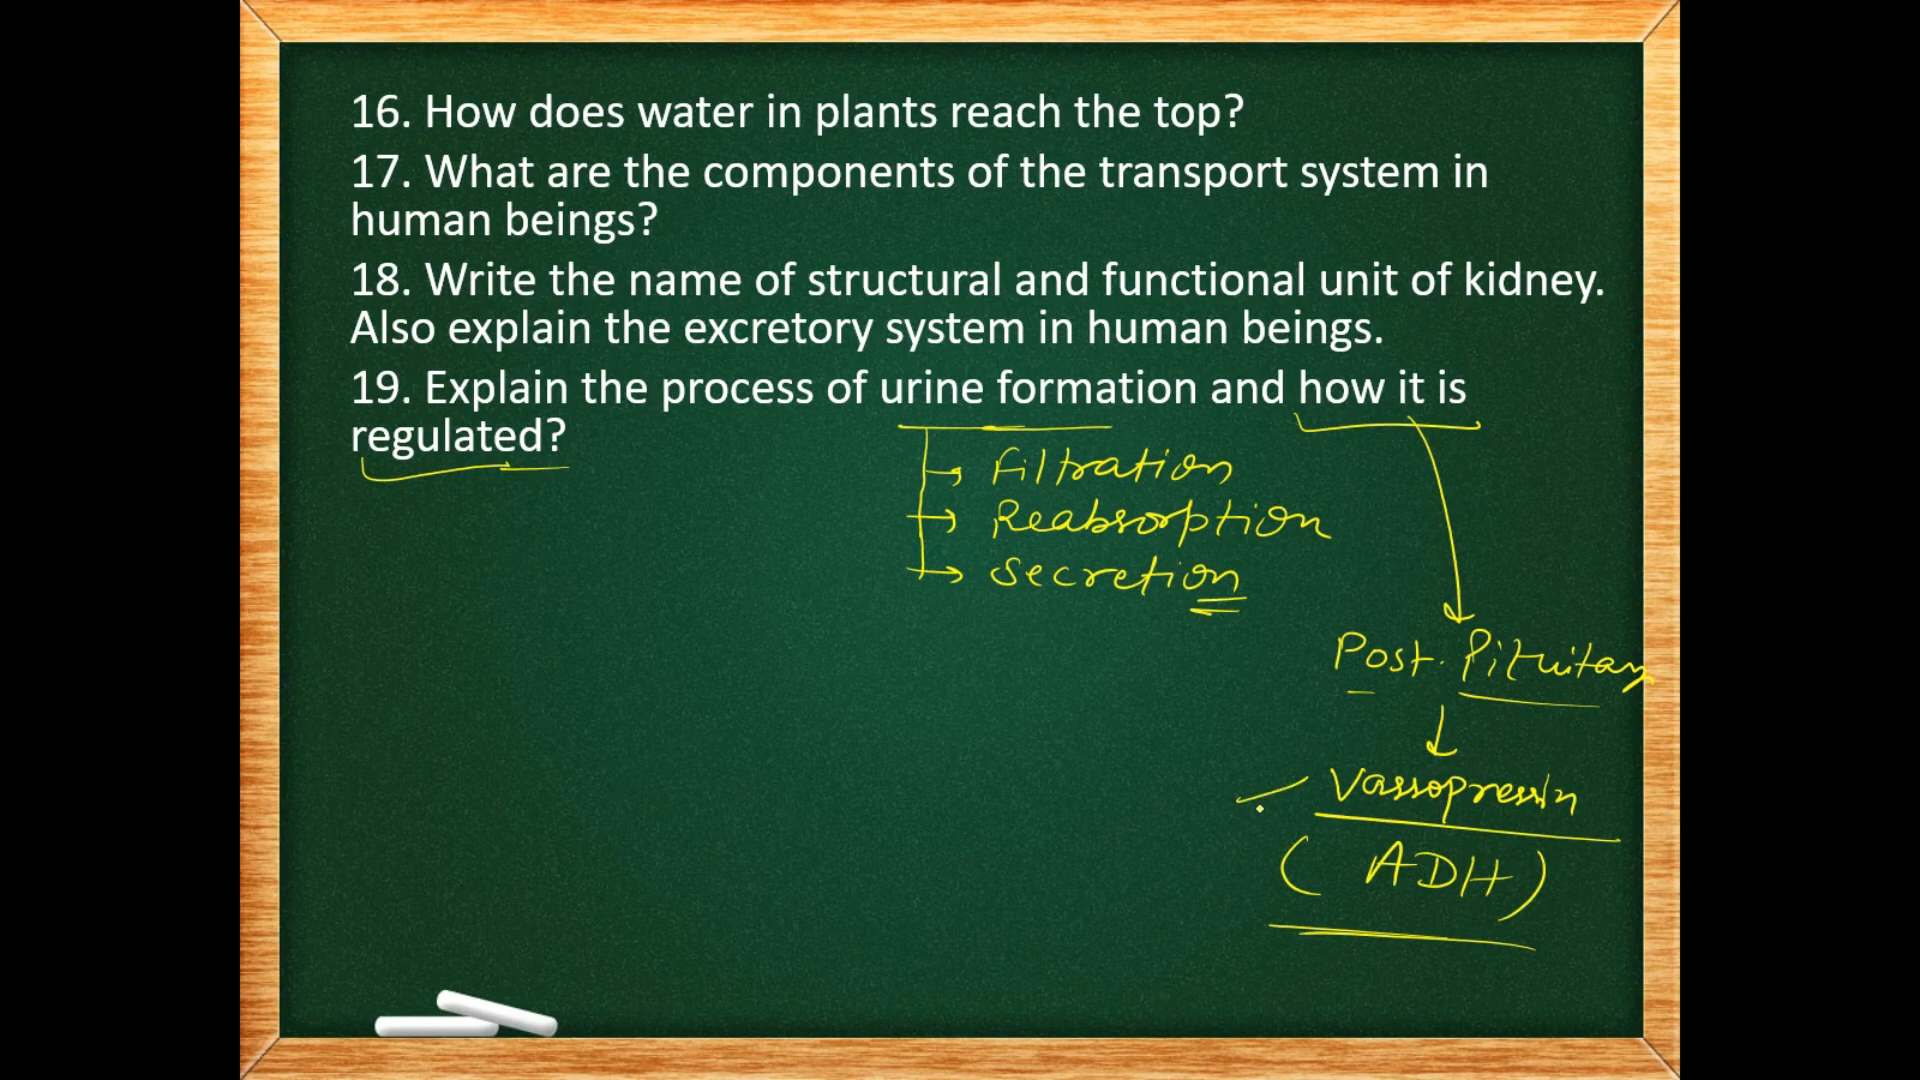 16. How does water in plants reach the top?
17. What are the components of the transport system in
human beings?
18. Write the name of structural and functional unit of kidney.
Also explain the excretory system in human beings.
19. Explain the process of urine formation and how it is
regulated?
Filtration
Reabsorption
Secretion
Post. Pituitary
Vassopressin
( ADH )